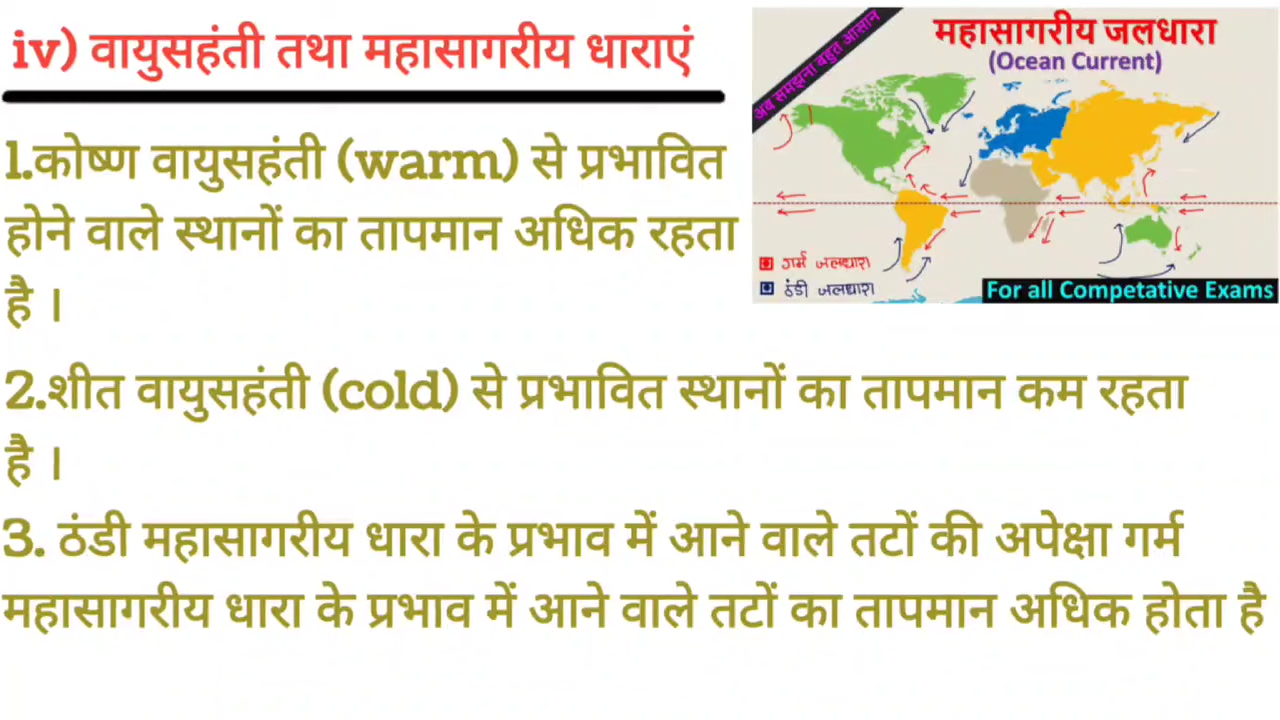 iv) वायुसहंती तथा महासागरीय धाराएं
1.कोष्ण वायुसहंती (warm) से प्रभावित
होने वाले स्थानों का तापमान अधिक रहता
है ।
2.शीत वायुसहंती (cold) से प्रभावित स्थानों का तापमान कम रहता
है ।
3. ठंडी महासागरीय धारा के प्रभाव में आने वाले तटों की अपेक्षा गर्म
महासागरीय धारा के प्रभाव में आने वाले तटों का तापमान अधिक होता है
अब समझना बहुत आसान
महासागरीय जलधारा
(Ocean Current)
गर्म जलधारा
ठंडी जलधारा
For all Competative Exams